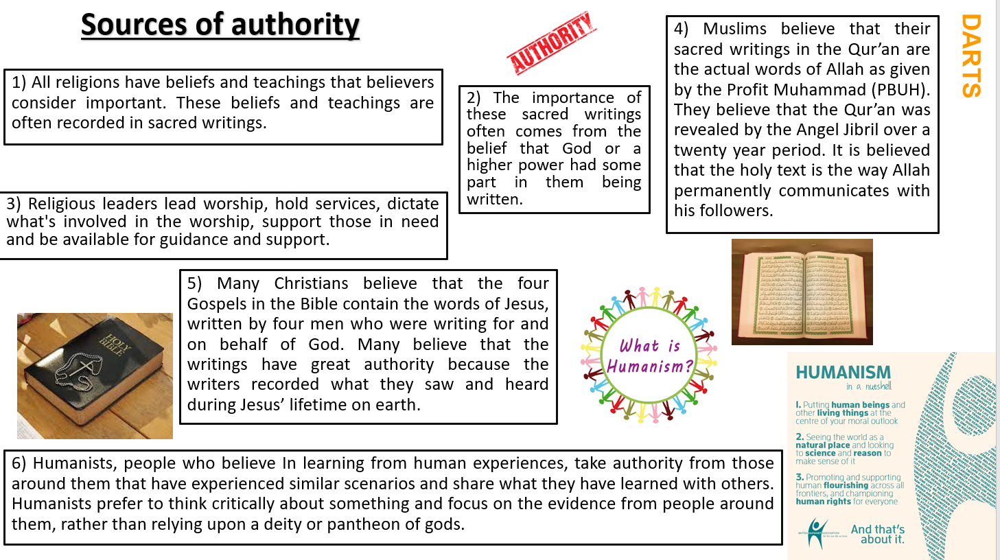 Sources of authority
AUTHORITY
DARTS
1) All religions have beliefs and teachings that believers
consider important. These beliefs and teachings are
often recorded in sacred writings.
2) The importance of
these sacred writings
often comes from the
belief that God or a
higher power had some
part in them being
written.
3) Religious leaders lead worship, hold services, dictate
what's involved in the worship, support those in need
and be available for guidance and support.
4) Muslims believe that their
sacred writings in the Qur’an are
the actual words of Allah as given
by the Profit Muhammad (PBUH).
They believe that the Qur’an was
revealed by the Angel Jibril over a
twenty year period. It is believed
that the holy text is the way Allah
permanently communicates with
his followers.
5) Many Christians believe that the four
Gospels in the Bible contain the words of Jesus,
written by four men who were writing for and
on behalf of God. Many believe that the
writings have great authority because the
writers recorded what they saw and heard
during Jesus’ lifetime on earth.
HOLY
BIBLE
What is
Humanism?
6) Humanists, people who believe In learning from human experiences, take authority from those
around them that have experienced similar scenarios and share what they have learned with others.
Humanists prefer to think critically about something and focus on the evidence from people around
them, rather than relying upon a deity or pantheon of gods.
HUMANISM
in a nutshell
1. Putting human beings and
other living things at the
centre of your moral outlook
2. Seeing the world as a
natural place and looking
to science and reason to
make sense of it
3. Promoting and supporting
human flourishing across all
frontiers, and championing
human rights for everyone
BRITISH HUMANIST ASSOCIATION
And that’s
about it.